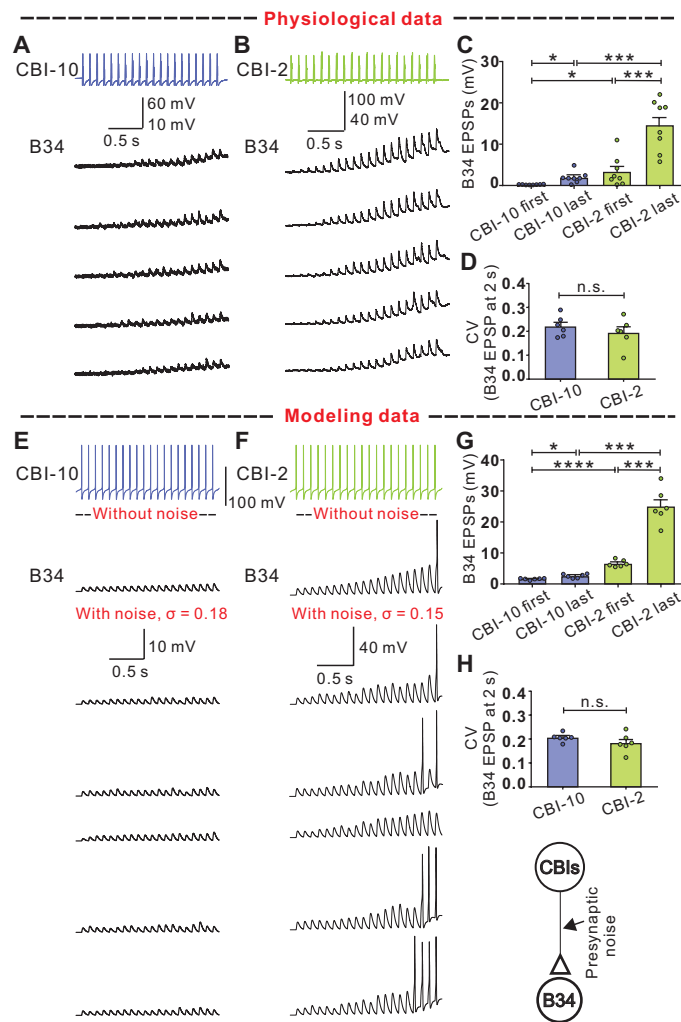 Physiological data
A
CBI-10
60 mV
10 mV
0.5 s
B34
B
CBI-2
100 mV
40 mV
0.5 s
B34
C
B34 EPSPs (mV)
30
20
10
0
* ***
* ***
CBI-10 first
CBI-10 last
CBI-2 first
CBI-2 last
D
CV
(B34 EPSP at 2 s)
0.4
0.3
0.2
0.1
0.0
n.s.
CBI-10
CBI-2
Modeling data
E
CBI-10
100 mV
--Without noise--
B34
With noise, σ = 0.18
10 mV
0.5 s
F
CBI-2
--Without noise--
B34
With noise, σ = 0.15
40 mV
0.5 s
G
B34 EPSPs (mV)
40
30
20
10
0
* ***
**** ***
CBI-10 first
CBI-10 last
CBI-2 first
CBI-2 last
H
CV
(B34 EPSP at 2 s)
0.4
0.3
0.2
0.1
0.0
n.s.
CBI-10
CBI-2
CBIs
Presynaptic
noise
B34